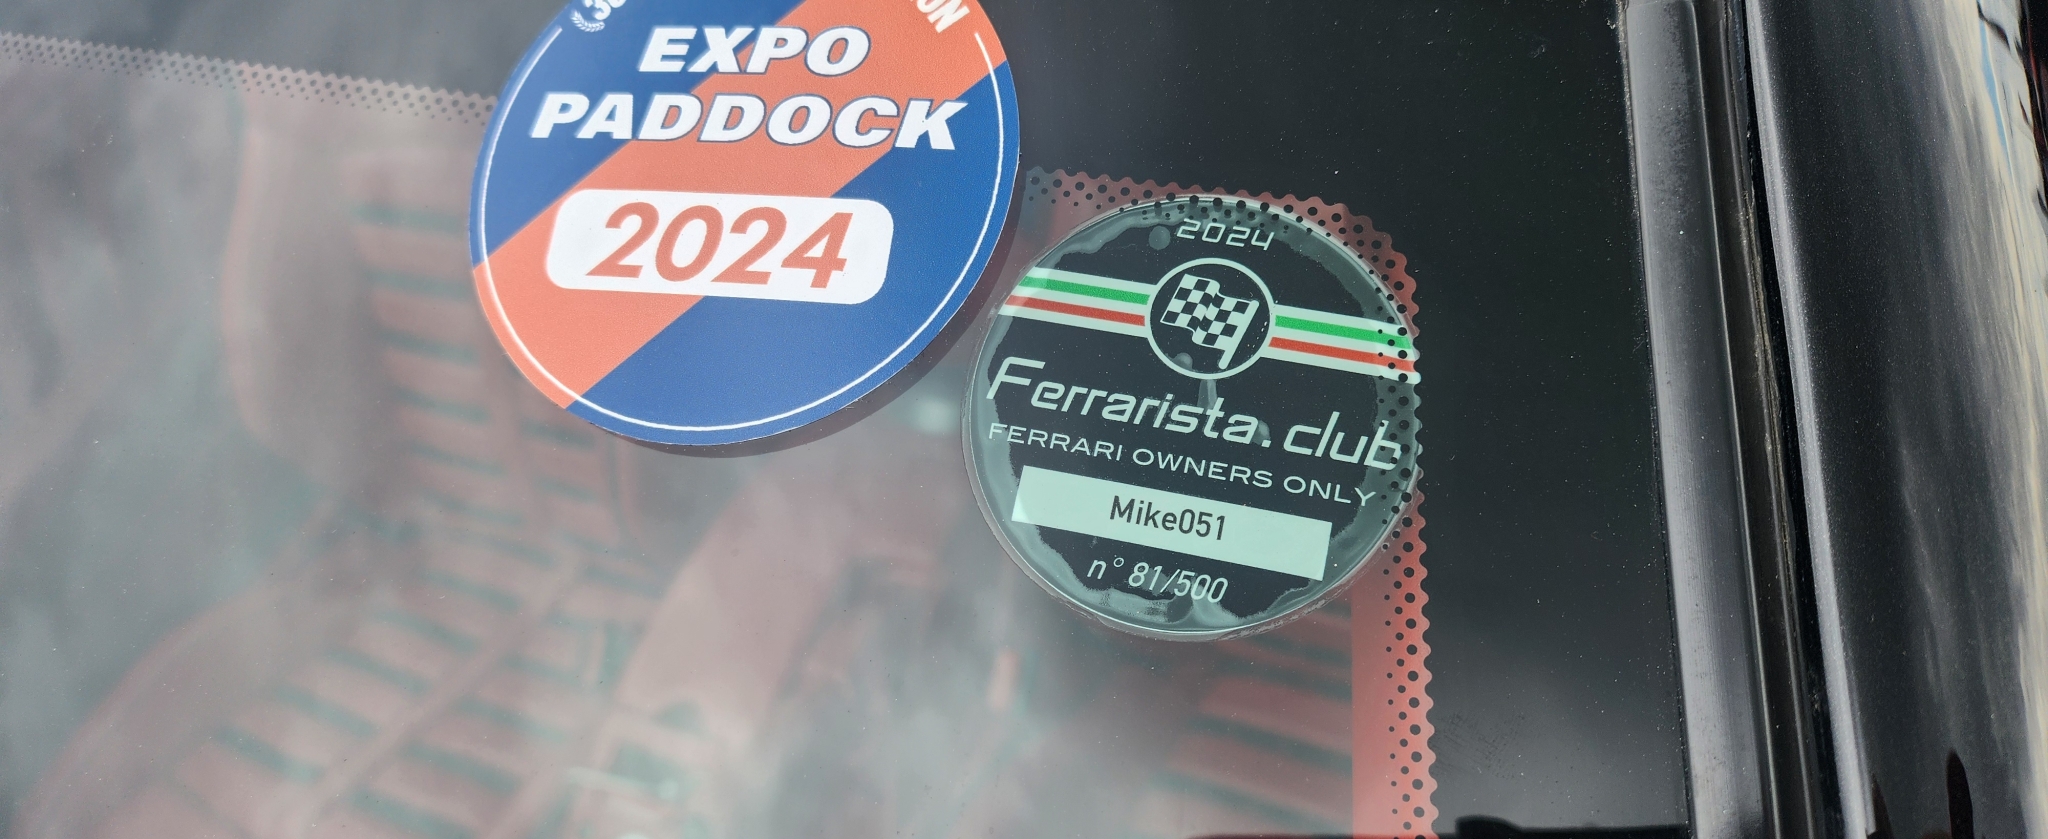 EXPO
PADDOCK
2024
2024
Ferrarista.club
FERRARI OWNERS ONLY
Mike051
n° 81/500